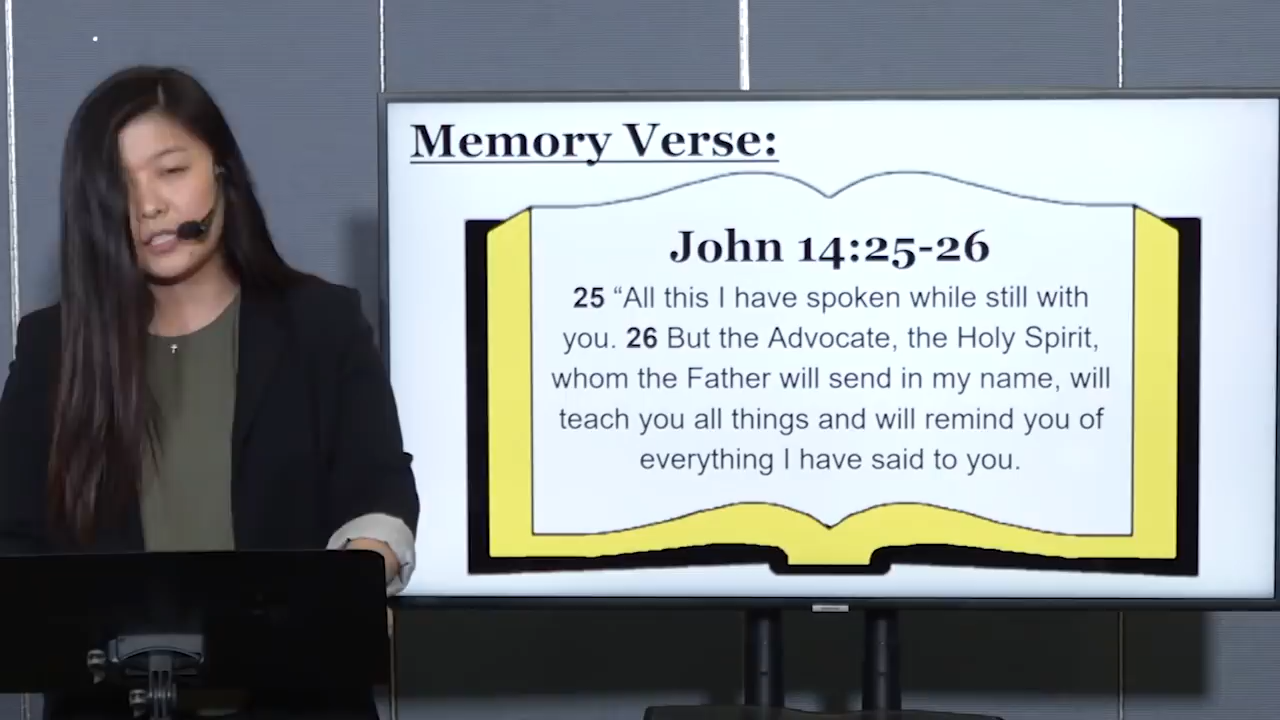 Memory Verse:
John 14:25-26
25 “All this I have spoken while still with
you. 26 But the Advocate, the Holy Spirit,
whom the Father will send in my name, will
teach you all things and will remind you of
everything I have said to you.